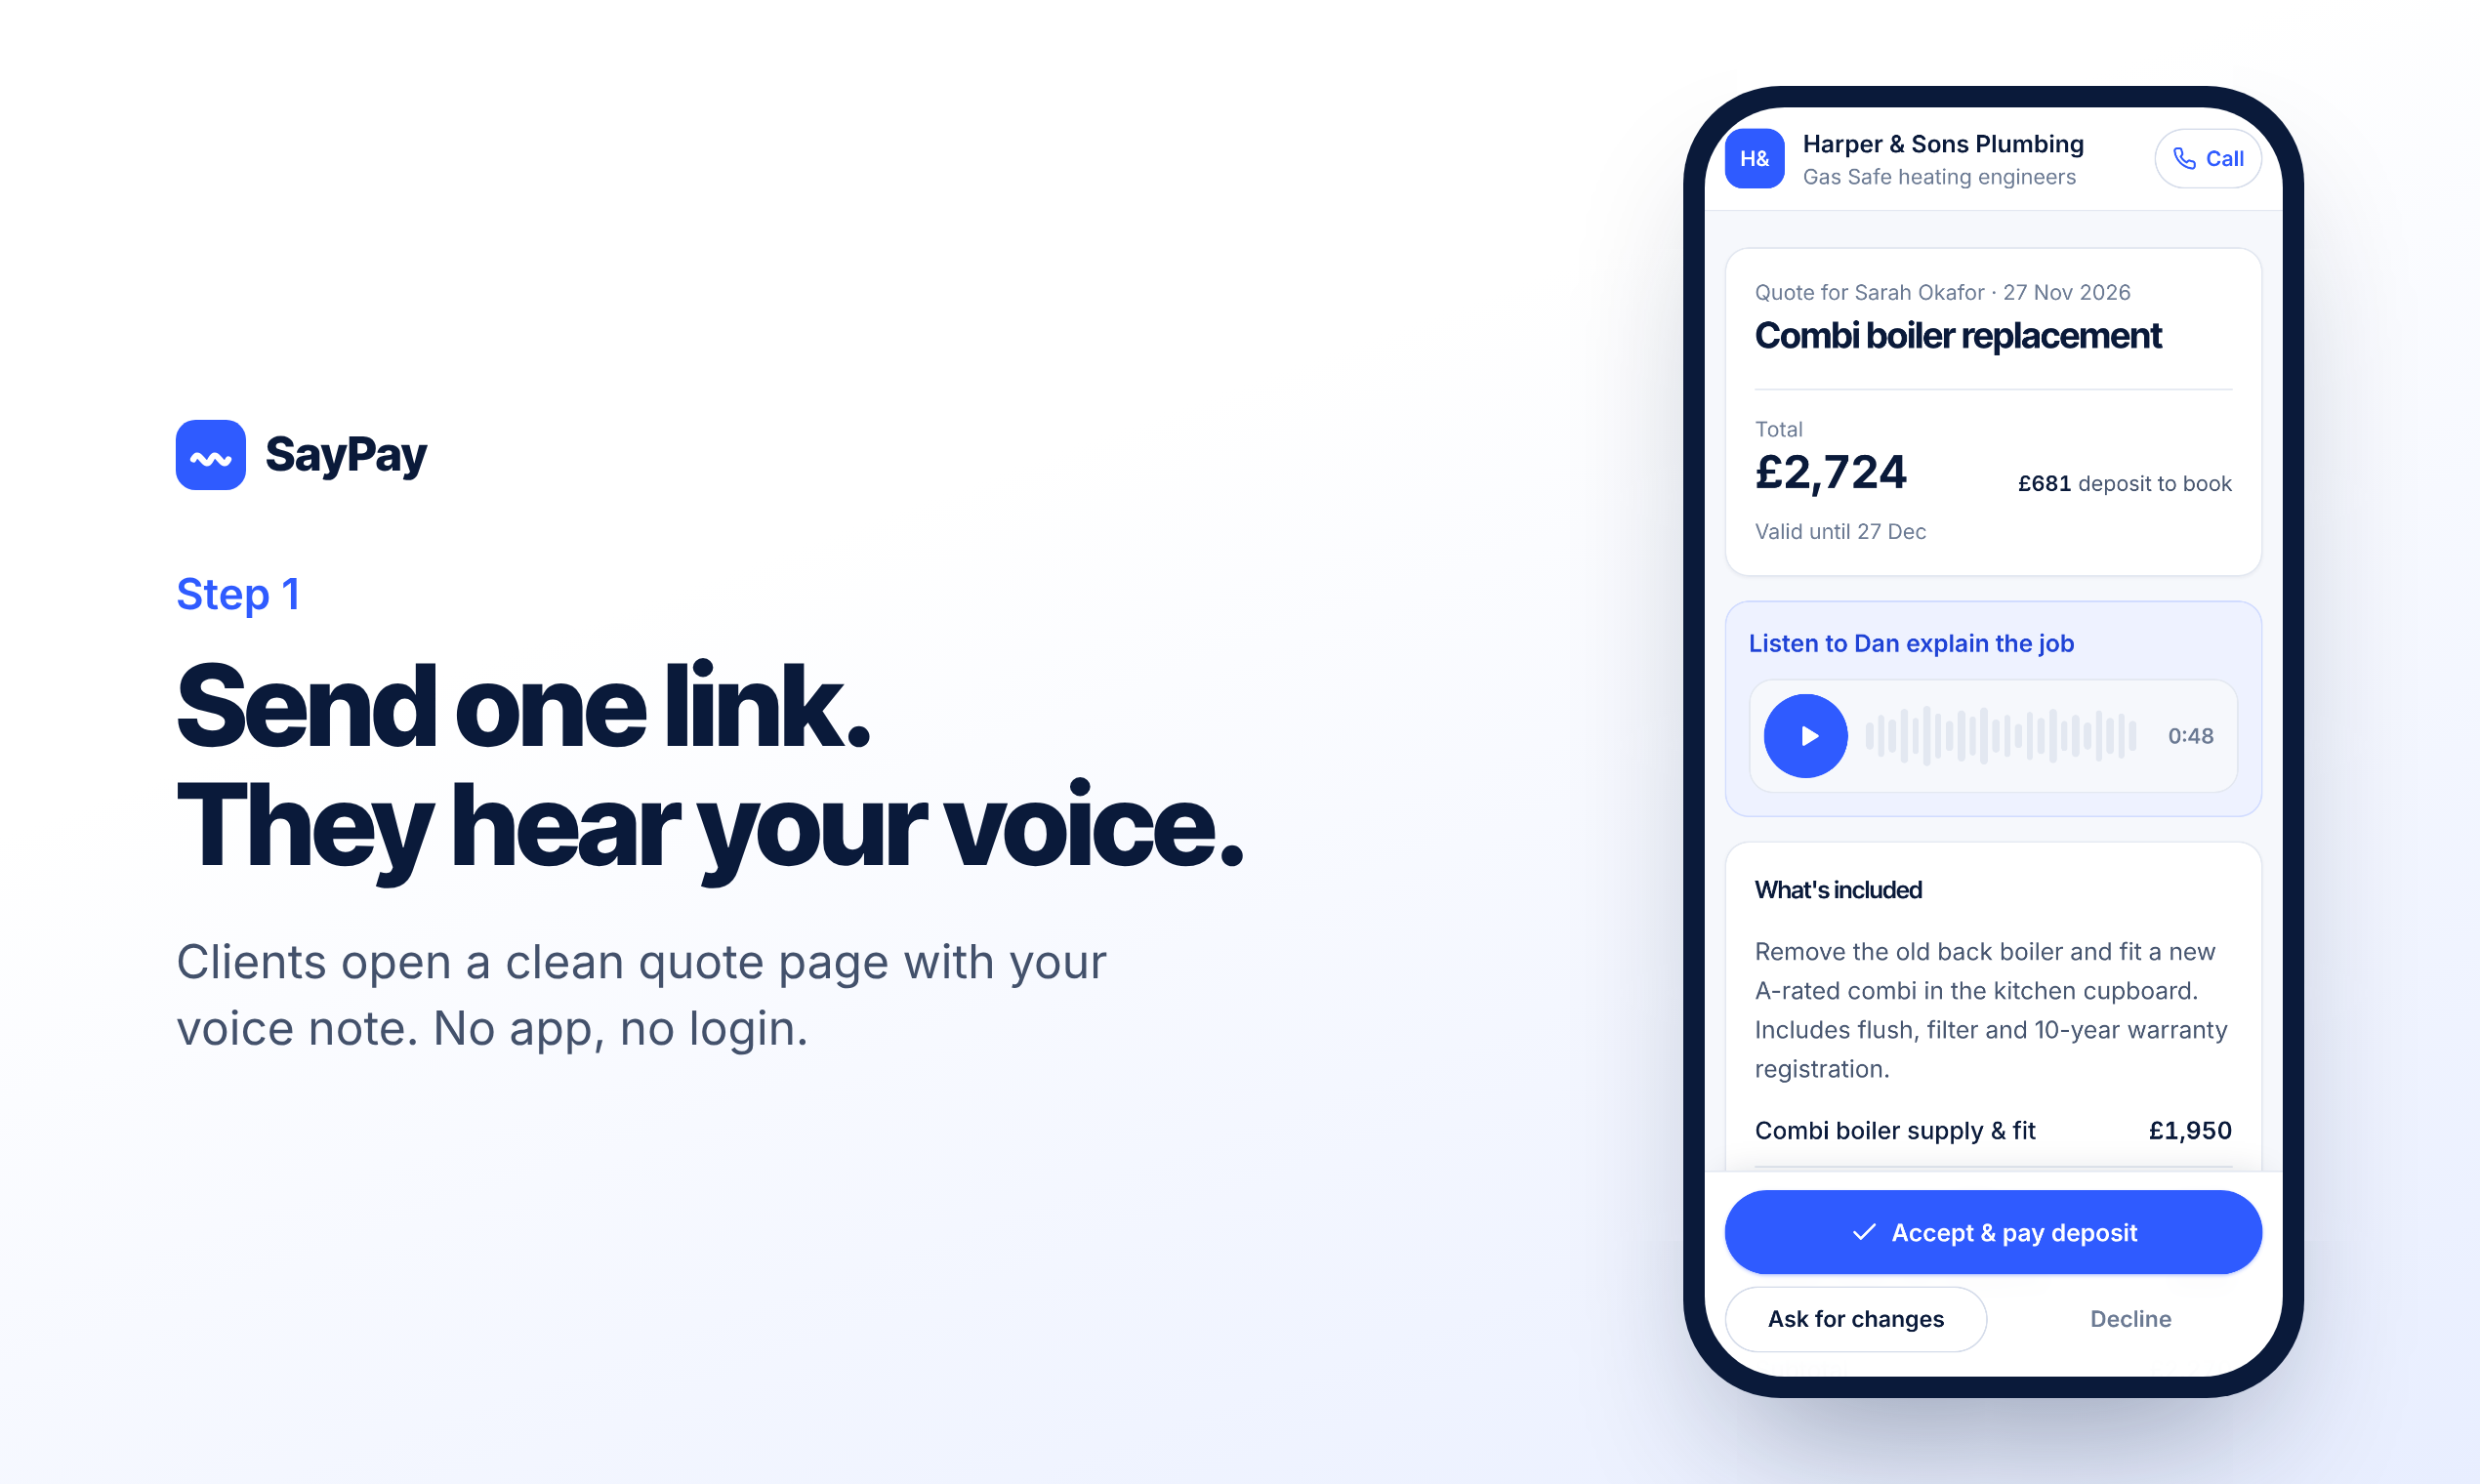 SayPay
Step 1
Send one link.
They hear your voice.
Clients open a clean quote page with your
voice note. No app, no login.
H&
Harper & Sons Plumbing
Gas Safe heating engineers
Call
Quote for Sarah Okafor · 27 Nov 2026
Combi boiler replacement
Total
£2,724
£681 deposit to book
Valid until 27 Dec
Listen to Dan explain the job
0:48
What's included
Remove the old back boiler and fit a new
A-rated combi in the kitchen cupboard.
Includes flush, filter and 10-year warranty
registration.
Combi boiler supply & fit
£1,950
Accept & pay deposit
Ask for changes
Decline